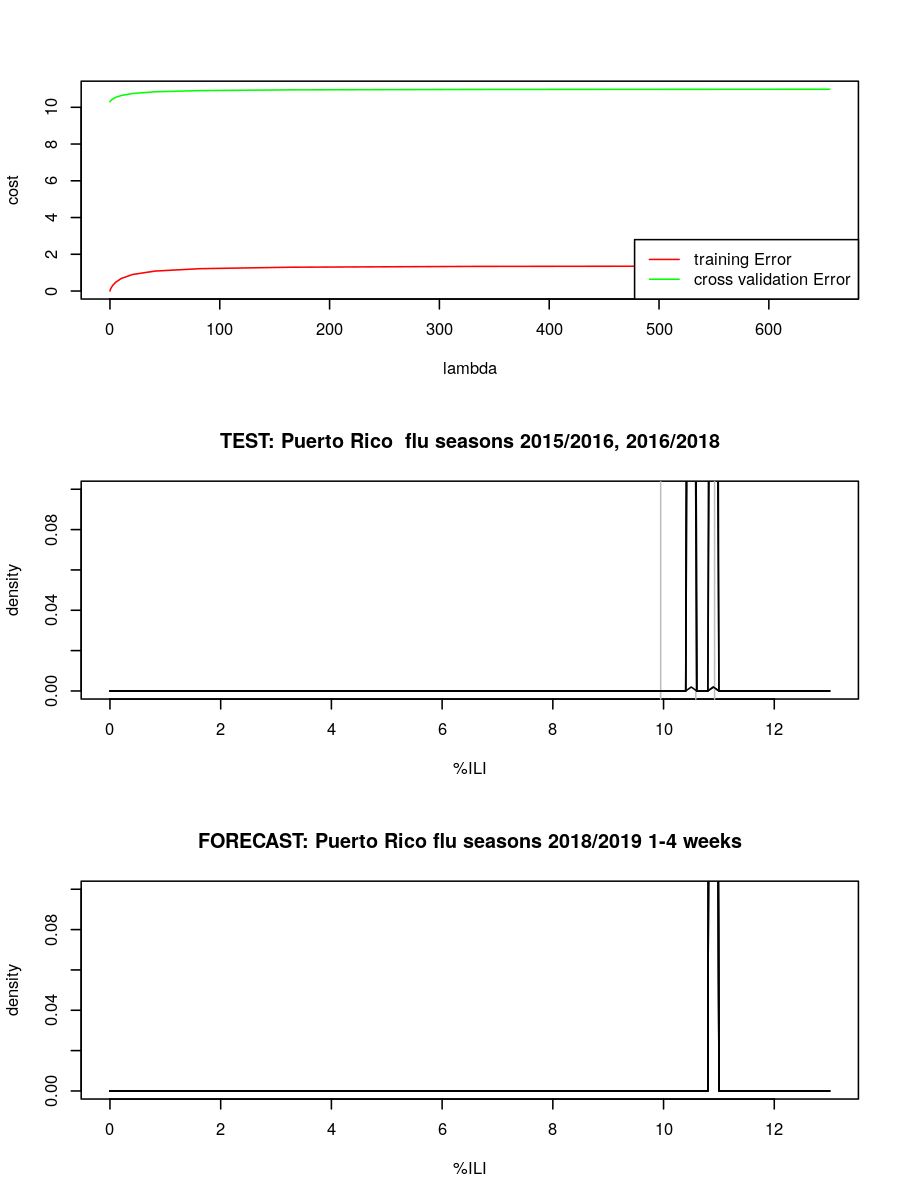 cost
10
8
6
4
2
0
training Error
cross validation Error
0 100 200 300 400 500 600
lambda
TEST: Puerto Rico  flu seasons 2015/2016, 2016/2018
density
0.08
0.04
0.00
0 2 4 6 8 10 12
%ILI
FORECAST: Puerto Rico flu seasons 2018/2019 1-4 weeks
density
0.08
0.04
0.00
0 2 4 6 8 10 12
%ILI